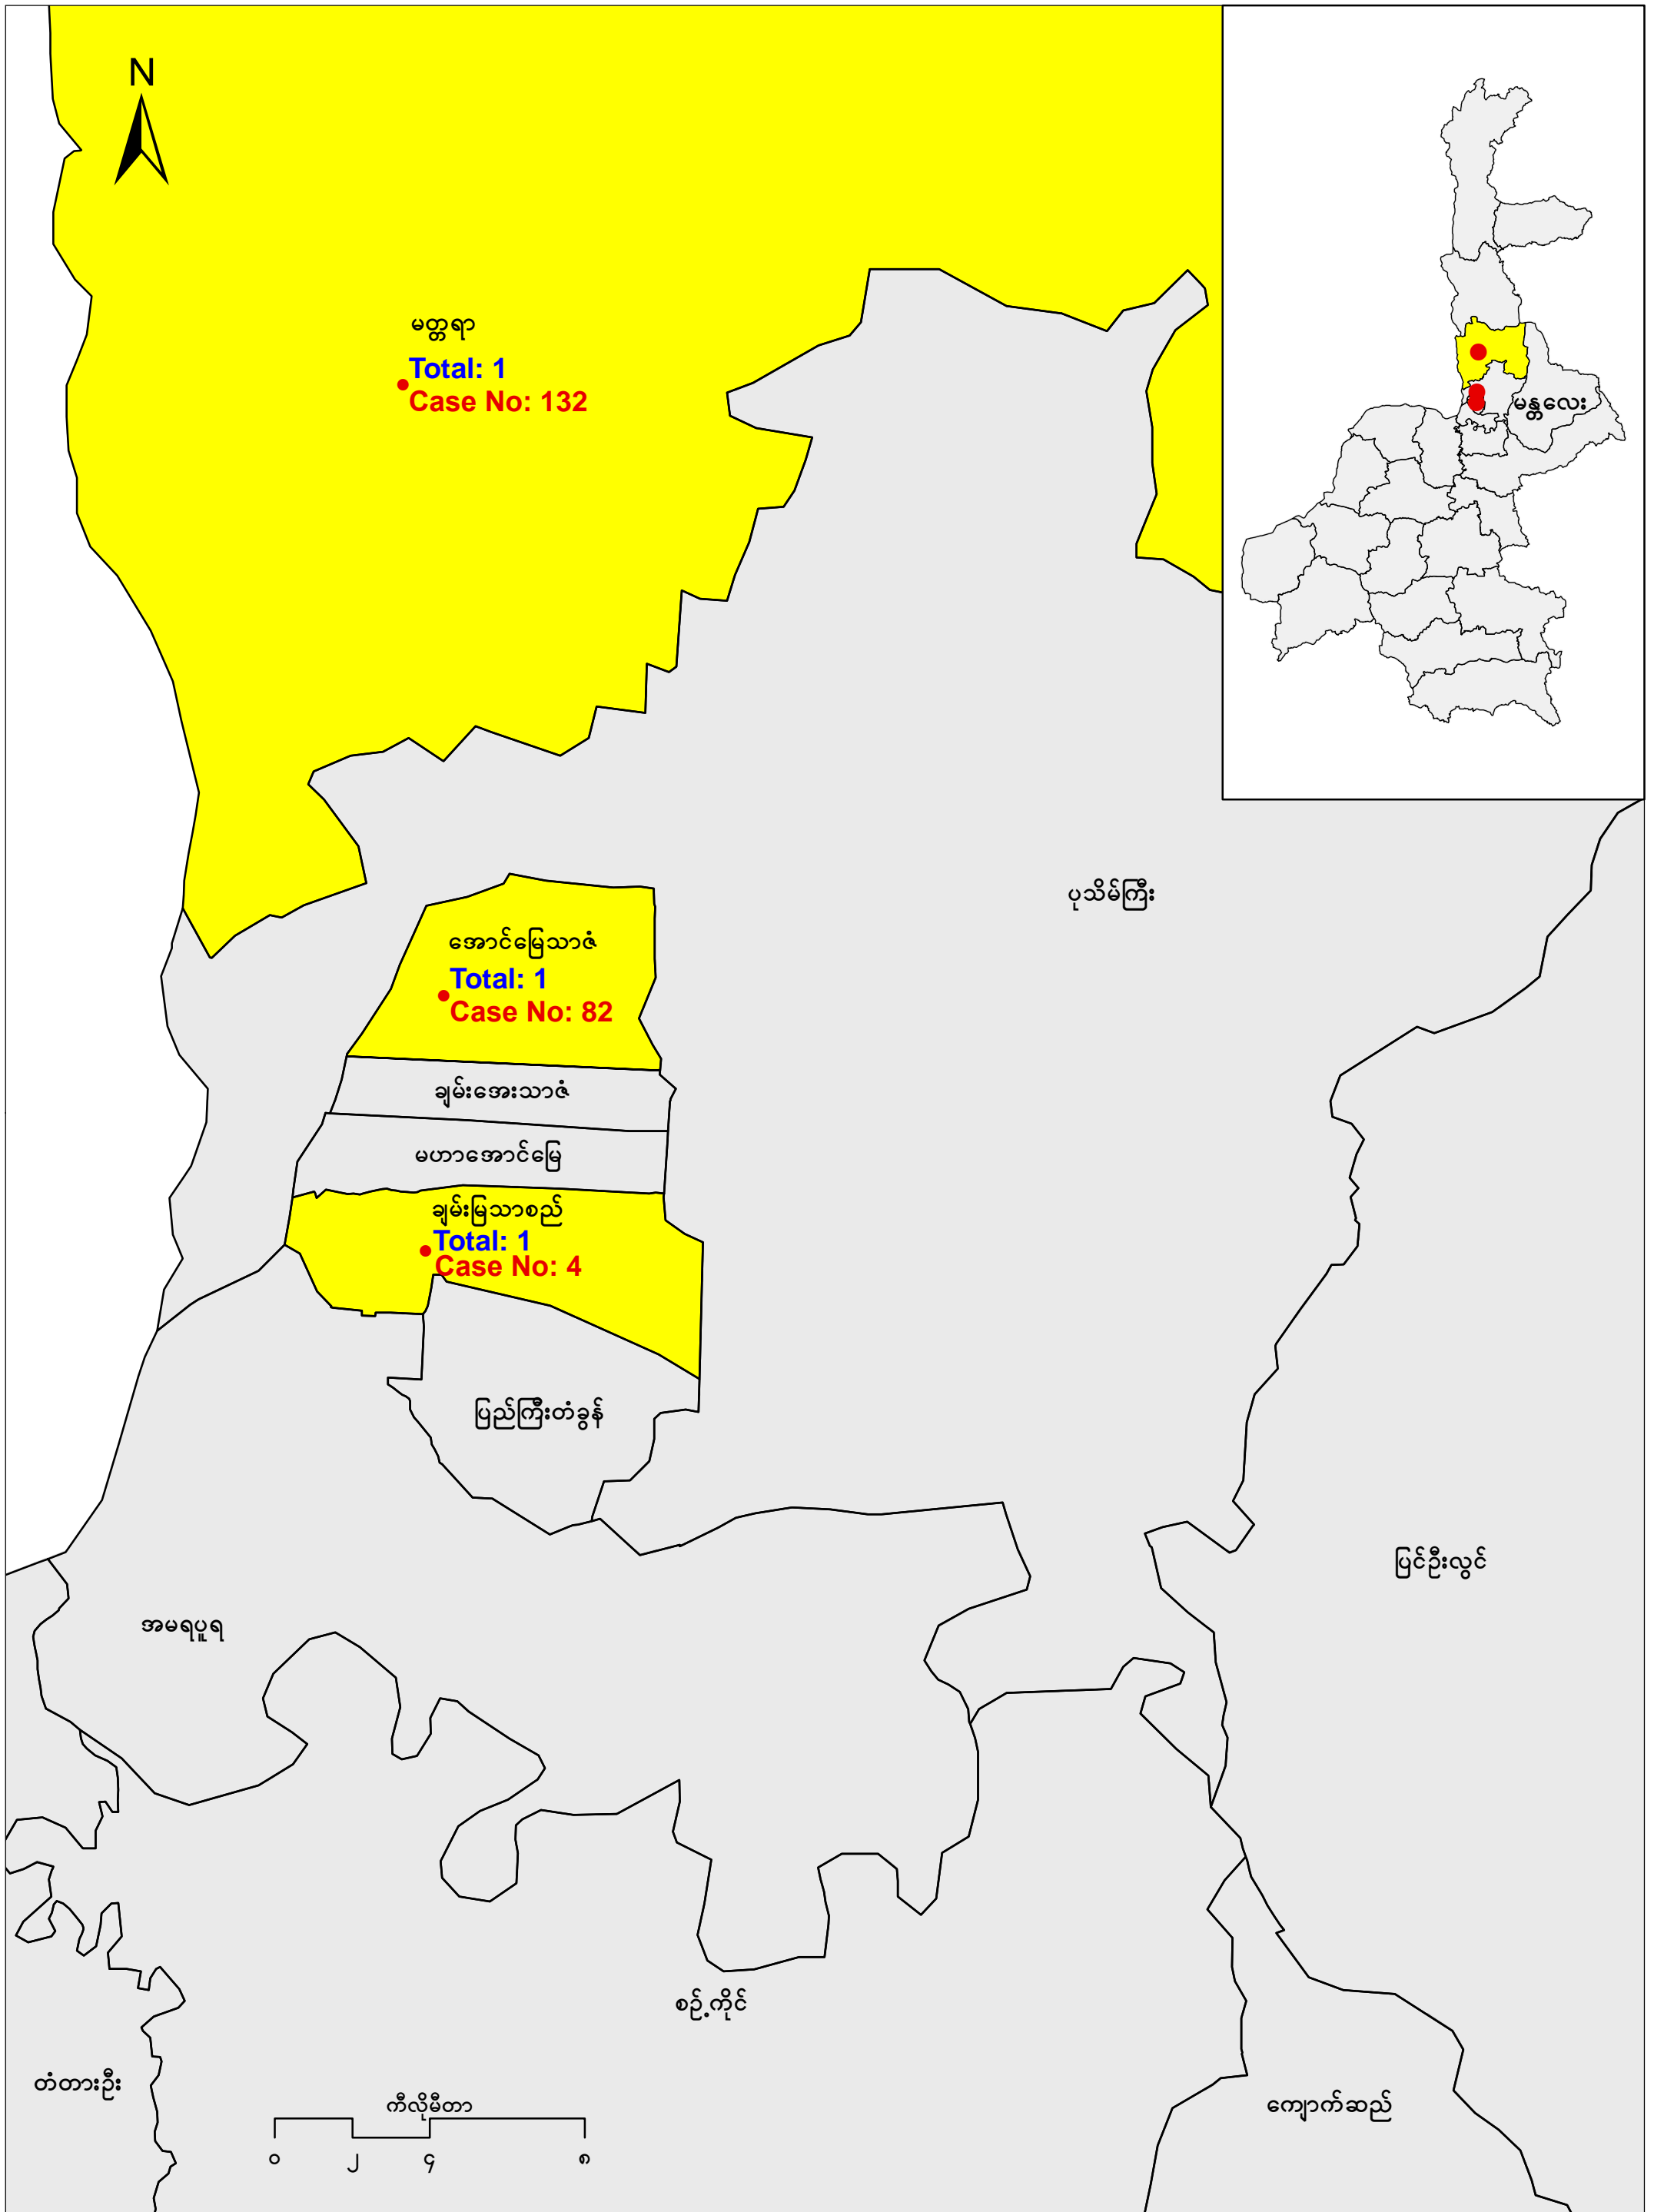 N
မတ္တရာ
Total: 1
Case No: 132
မန္တလေး
ပုသိမ်ကြီး
အောင်မြေသာဇံ
Total: 1
Case No: 82
ချမ်းအေးသာဇံ
မဟာအောင်မြေ
ချမ်းမြသာစည်
Total: 1
Case No: 4
ပြည်ကြီးတံခွန်
ပြင်ဦးလွင်
အမရပူရ
စဉ့်ကိုင်
တံတားဦး
ကျောက်ဆည်
ကီလိုမီတာ
၀ ၂ ၄ ၈